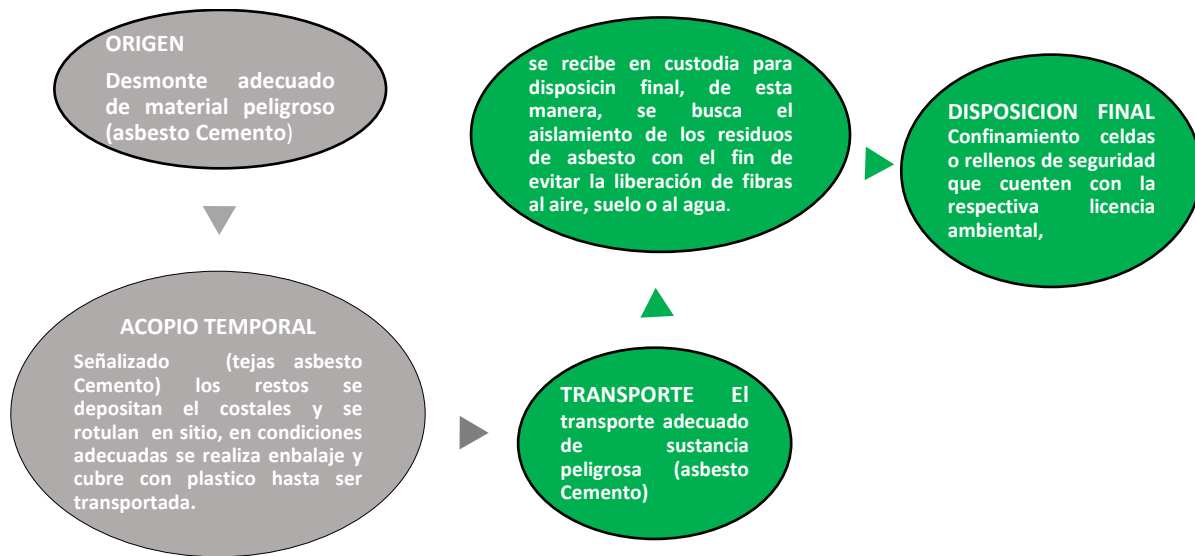 ORIGEN
Desmonte adecuado
de material peligroso
(asbesto Cemento)
ACOPIO TEMPORAL
Señalizado (tejas asbesto
Cemento) los restos se
depositan el costales y se
rotulan en sitio, en condiciones
adecuadas se realiza enbalaje y
cubre con plastico hasta ser
transportada.
TRANSPORTE El
transporte adecuado
de sustancia
peligrosa (asbesto
Cemento)
se recibe en custodia para
disposicin final, de esta
manera, se busca el
aislamiento de los residuos
de asbesto con el fin de
evitar la liberación de fibras
al aire, suelo o al agua.
DISPOSICION FINAL
Confinamiento celdas
o rellenos de seguridad
que cuenten con la
respectiva licencia
ambiental,